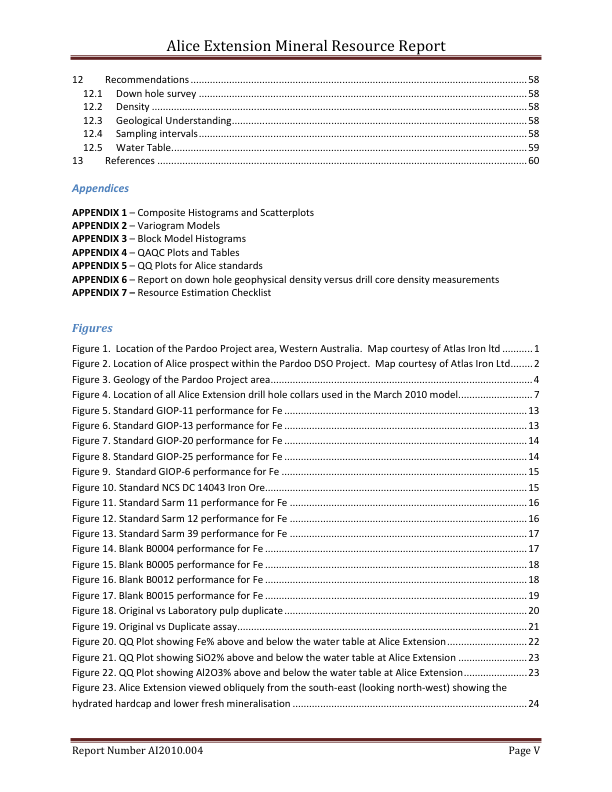 Alice Extension Mineral Resource Report
12 Recommendations ........................................................ 58
12.1 Down hole survey ........................................................ 58
12.2 Density ........................................................ 58
12.3 Geological Understanding ........................................................ 58
12.4 Sampling intervals ........................................................ 58
12.5 Water Table ........................................................ 59
13 References ........................................................ 60
Appendices
APPENDIX 1 – Composite Histograms and Scatterplots
APPENDIX 2 – Variogram Models
APPENDIX 3 – Block Model Histograms
APPENDIX 4 – QAQC Plots and Tables
APPENDIX 5 – QQ Plots for Alice standards
APPENDIX 6 – Report on down hole geophysical density versus drill core density measurements
APPENDIX 7 – Resource Estimation Checklist
Figures
Figure 1.  Location of the Pardoo Project area, Western Australia.  Map courtesy of Atlas Iron ltd .......... 1
Figure 2. Location of Alice prospect within the Pardoo DSO Project.  Map courtesy of Atlas Iron Ltd....... 2
Figure 3. Geology of the Pardoo Project area........................................................ 4
Figure 4. Location of all Alice Extension drill hole collars used in the March 2010 model..................... 7
Figure 5. Standard GIOP-11 performance for Fe ........................................................ 13
Figure 6. Standard GIOP-13 performance for Fe ........................................................ 13
Figure 7. Standard GIOP-20 performance for Fe ........................................................ 14
Figure 8. Standard GIOP-25 performance for Fe ........................................................ 14
Figure 9.  Standard GIOP-6 performance for Fe ........................................................ 15
Figure 10. Standard NCS DC 14043 Iron Ore........................................................ 15
Figure 11. Standard Sarm 11 performance for Fe ........................................................ 16
Figure 12. Standard Sarm 12 performance for Fe ........................................................ 16
Figure 13. Standard Sarm 39 performance for Fe ........................................................ 17
Figure 14. Blank B0004 performance for Fe ........................................................ 17
Figure 15. Blank B0005 performance for Fe ........................................................ 18
Figure 16. Blank B0012 performance for Fe ........................................................ 18
Figure 17. Blank B0015 performance for Fe ........................................................ 19
Figure 18. Original vs Laboratory pulp duplicate ........................................................ 20
Figure 19. Original vs Duplicate assay........................................................ 21
Figure 20. QQ Plot showing Fe% above and below the water table at Alice Extension ........................ 22
Figure 21. QQ Plot showing SiO2% above and below the water table at Alice Extension ..................... 23
Figure 22. QQ Plot showing Al2O3% above and below the water table at Alice Extension................... 23
Figure 23. Alice Extension viewed obliquely from the south-east (looking north-west) showing the
hydrated hardcap and lower fresh mineralisation ........................................................ 24
Report Number AI2010.004 Page V